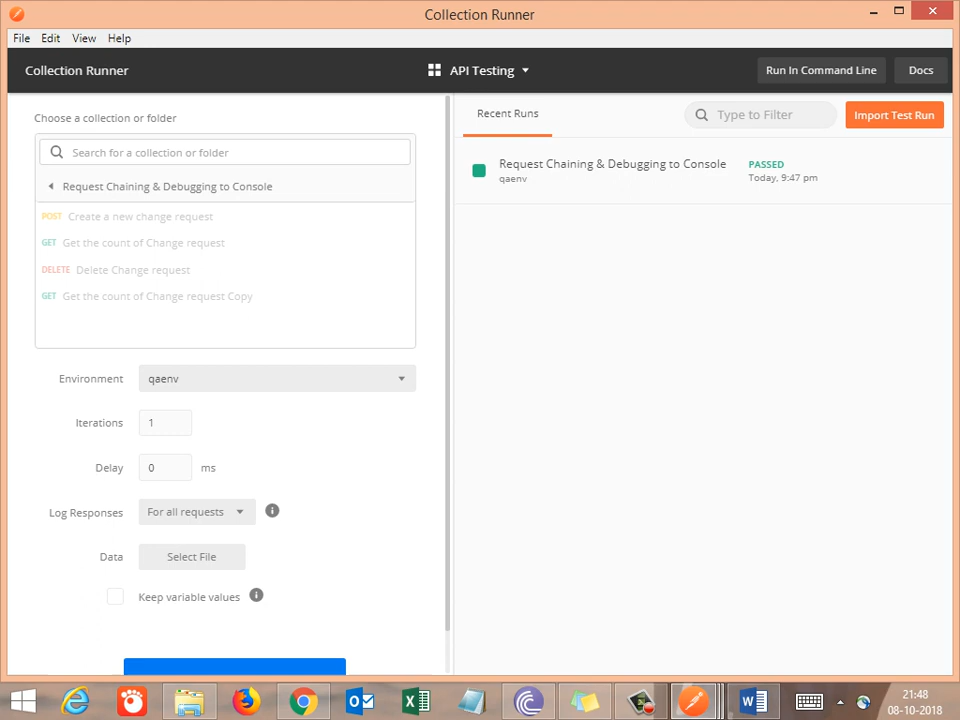 Collection Runner
File Edit View Help
Collection Runner
API Testing
Run In Command Line
Docs
Choose a collection or folder
Search for a collection or folder
Request Chaining & Debugging to Console
POST Create a new change request
GET Get the count of Change request
DELETE Delete Change request
GET Get the count of Change request Copy
Environment qaenv
Iterations 1
Delay 0 ms
Log Responses For all requests
Data Select File
Keep variable values
Recent Runs
Type to Filter
Import Test Run
Request Chaining & Debugging to Console
qaenv
PASSED
Today, 9:47 pm
21:48
08-10-2018